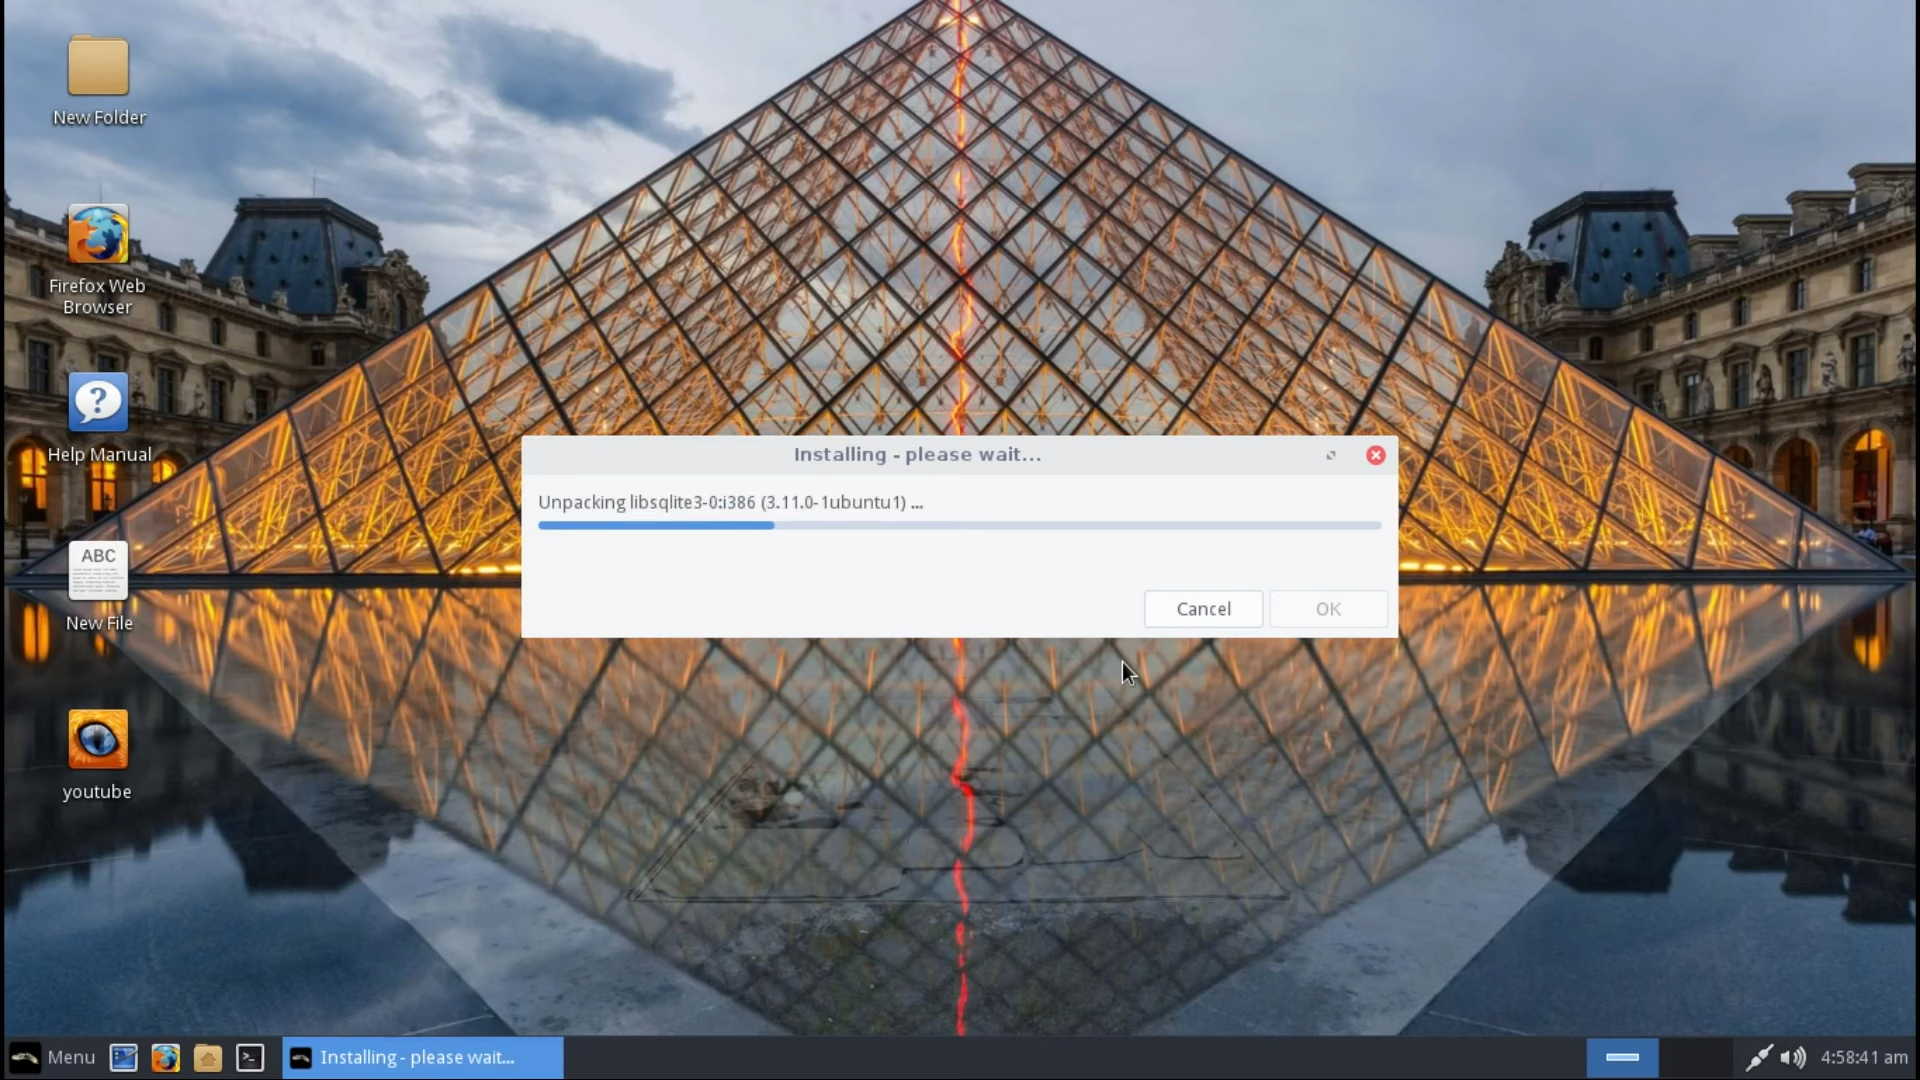 New Folder
Firefox Web
Browser
Help Manual
ABC
New File
youtube
Installing - please wait...
Unpacking libsqlite3-0:i386 (3.11.0-1ubuntu1) ...
Cancel
OK
Menu
Installing - please wait...
4:58:41 am